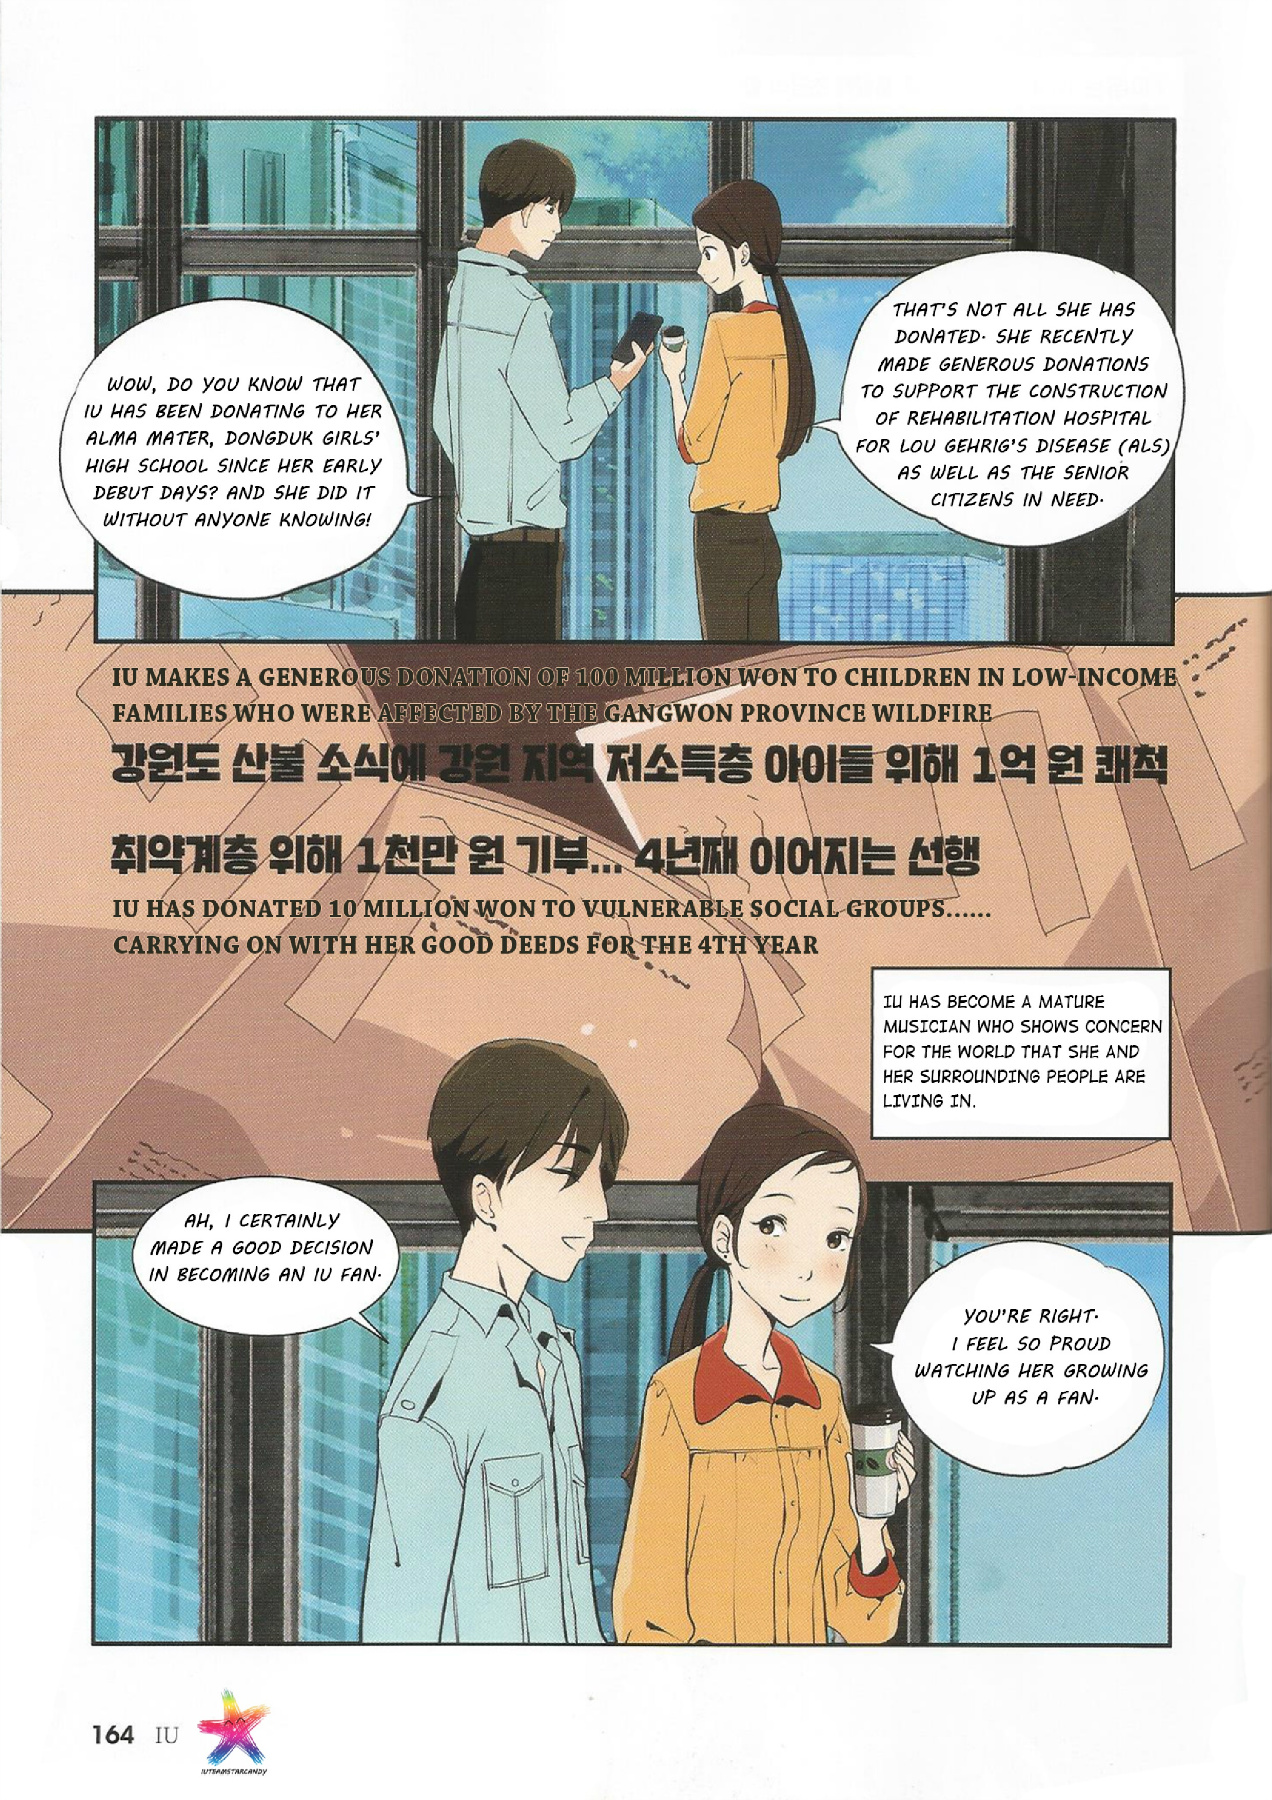 WOW, DO YOU KNOW THAT
IU HAS BEEN DONATING TO HER
ALMA MATER, DONGDUK GIRLS'
HIGH SCHOOL SINCE HER EARLY
DEBUT DAYS? AND SHE DID IT
WITHOUT ANYONE KNOWING!
THAT'S NOT ALL SHE HAS
DONATED. SHE RECENTLY
MADE GENEROUS DONATIONS
TO SUPPORT THE CONSTRUCTION
OF REHABILITATION HOSPITAL
FOR LOU GEHRIG'S DISEASE (ALS)
AS WELL AS THE SENIOR
CITIZENS IN NEED.
IU MAKES A GENEROUS DONATION OF 100 MILLION WON TO CHILDREN IN LOW-INCOME
FAMILIES WHO WERE AFFECTED BY THE GANGWON PROVINCE WILDFIRE
강원도 산불 소식에 강원 지역 저소득층 아이들 위해 1억 원 쾌척
취약계층 위해 1천만 원 기부... 4년째 이어지는 선행
IU HAS DONATED 10 MILLION WON TO VULNERABLE SOCIAL GROUPS......
CARRYING ON WITH HER GOOD DEEDS FOR THE 4TH YEAR
IU HAS BECOME A MATURE
MUSICIAN WHO SHOWS CONCERN
FOR THE WORLD THAT SHE AND
HER SURROUNDING PEOPLE ARE
LIVING IN.
AH, I CERTAINLY
MADE A GOOD DECISION
IN BECOMING AN IU FAN.
YOU'RE RIGHT.
I FEEL SO PROUD
WATCHING HER GROWING
UP AS A FAN.
164 IU
IUTEAMSTARCANDY